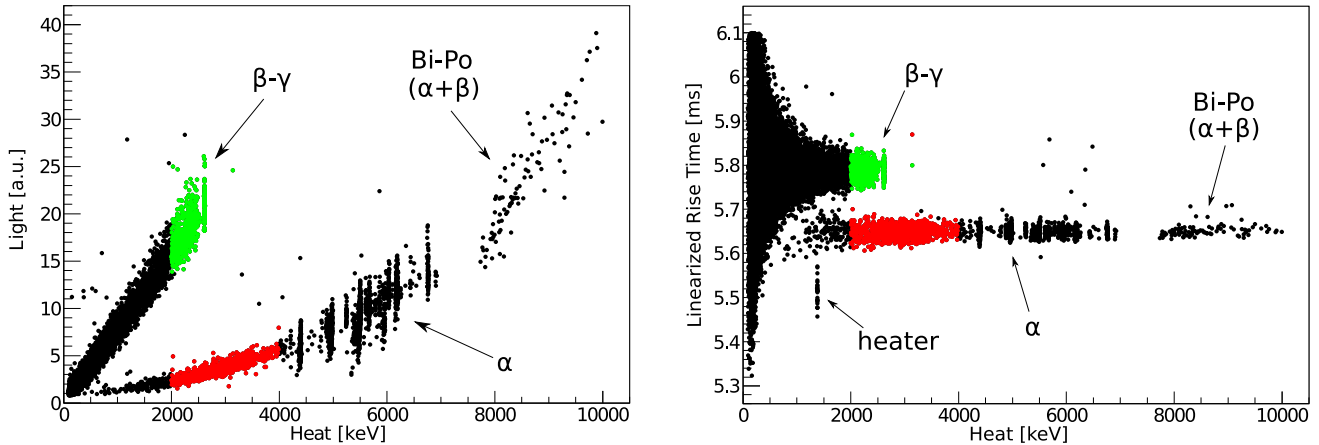 40
35
30
25
20
15
10
5
0
Light [a.u.]
β-γ
Bi-Po
(α+β)
α
0 2000 4000 6000 8000 10000
Heat [keV]
6.1
6
5.9
5.8
5.7
5.6
5.5
5.4
5.3
Linearized Rise Time [ms]
β-γ
Bi-Po
(α+β)
α
heater
0 2000 4000 6000 8000 10000
Heat [keV]